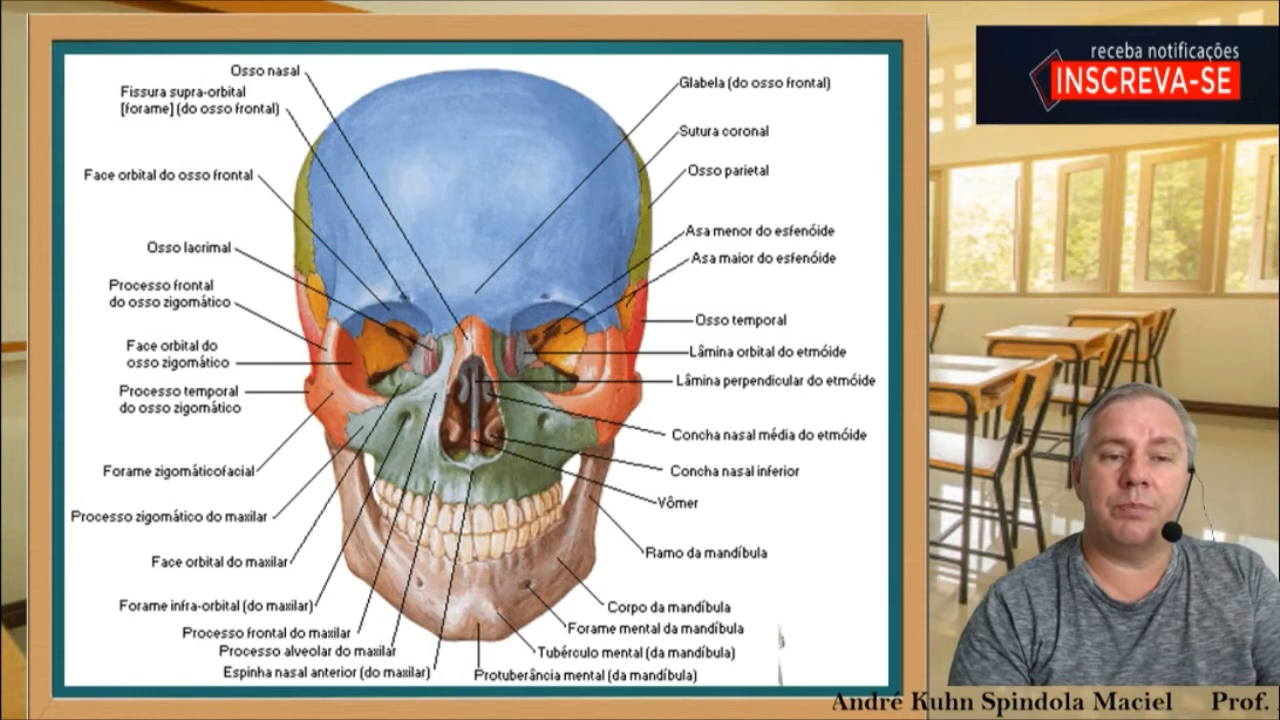 receba notificações
INSCREVA-SE
Osso nasal
Fissura supra-orbital
[forame] (do osso frontal)
Face orbital do osso frontal
Osso lacrimal
Processo frontal
do osso zigomático
Face orbital do
osso zigomático
Processo temporal
do osso zigomático
Forame zigomáticofacial
Processo zigomático do maxilar
Face orbital do maxilar
Forame infra-orbital (do maxilar)
Processo frontal do maxilar
Processo alveolar do maxilar
Espinha nasal anterior (do maxilar)
Glabela (do osso frontal)
Sutura coronal
Osso parietal
Asa menor do esfenóide
Asa maior do esfenóide
Osso temporal
Lâmina orbital do etmóide
Lâmina perpendicular do etmóide
Concha nasal média do etmóide
Concha nasal inferior
Vômer
Ramo da mandíbula
Corpo da mandíbula
Forame mental da mandíbula
Tubérculo mental (da mandíbula)
Protuberância mental (da mandíbula)
André Kuhn Spindola Maciel Prof.